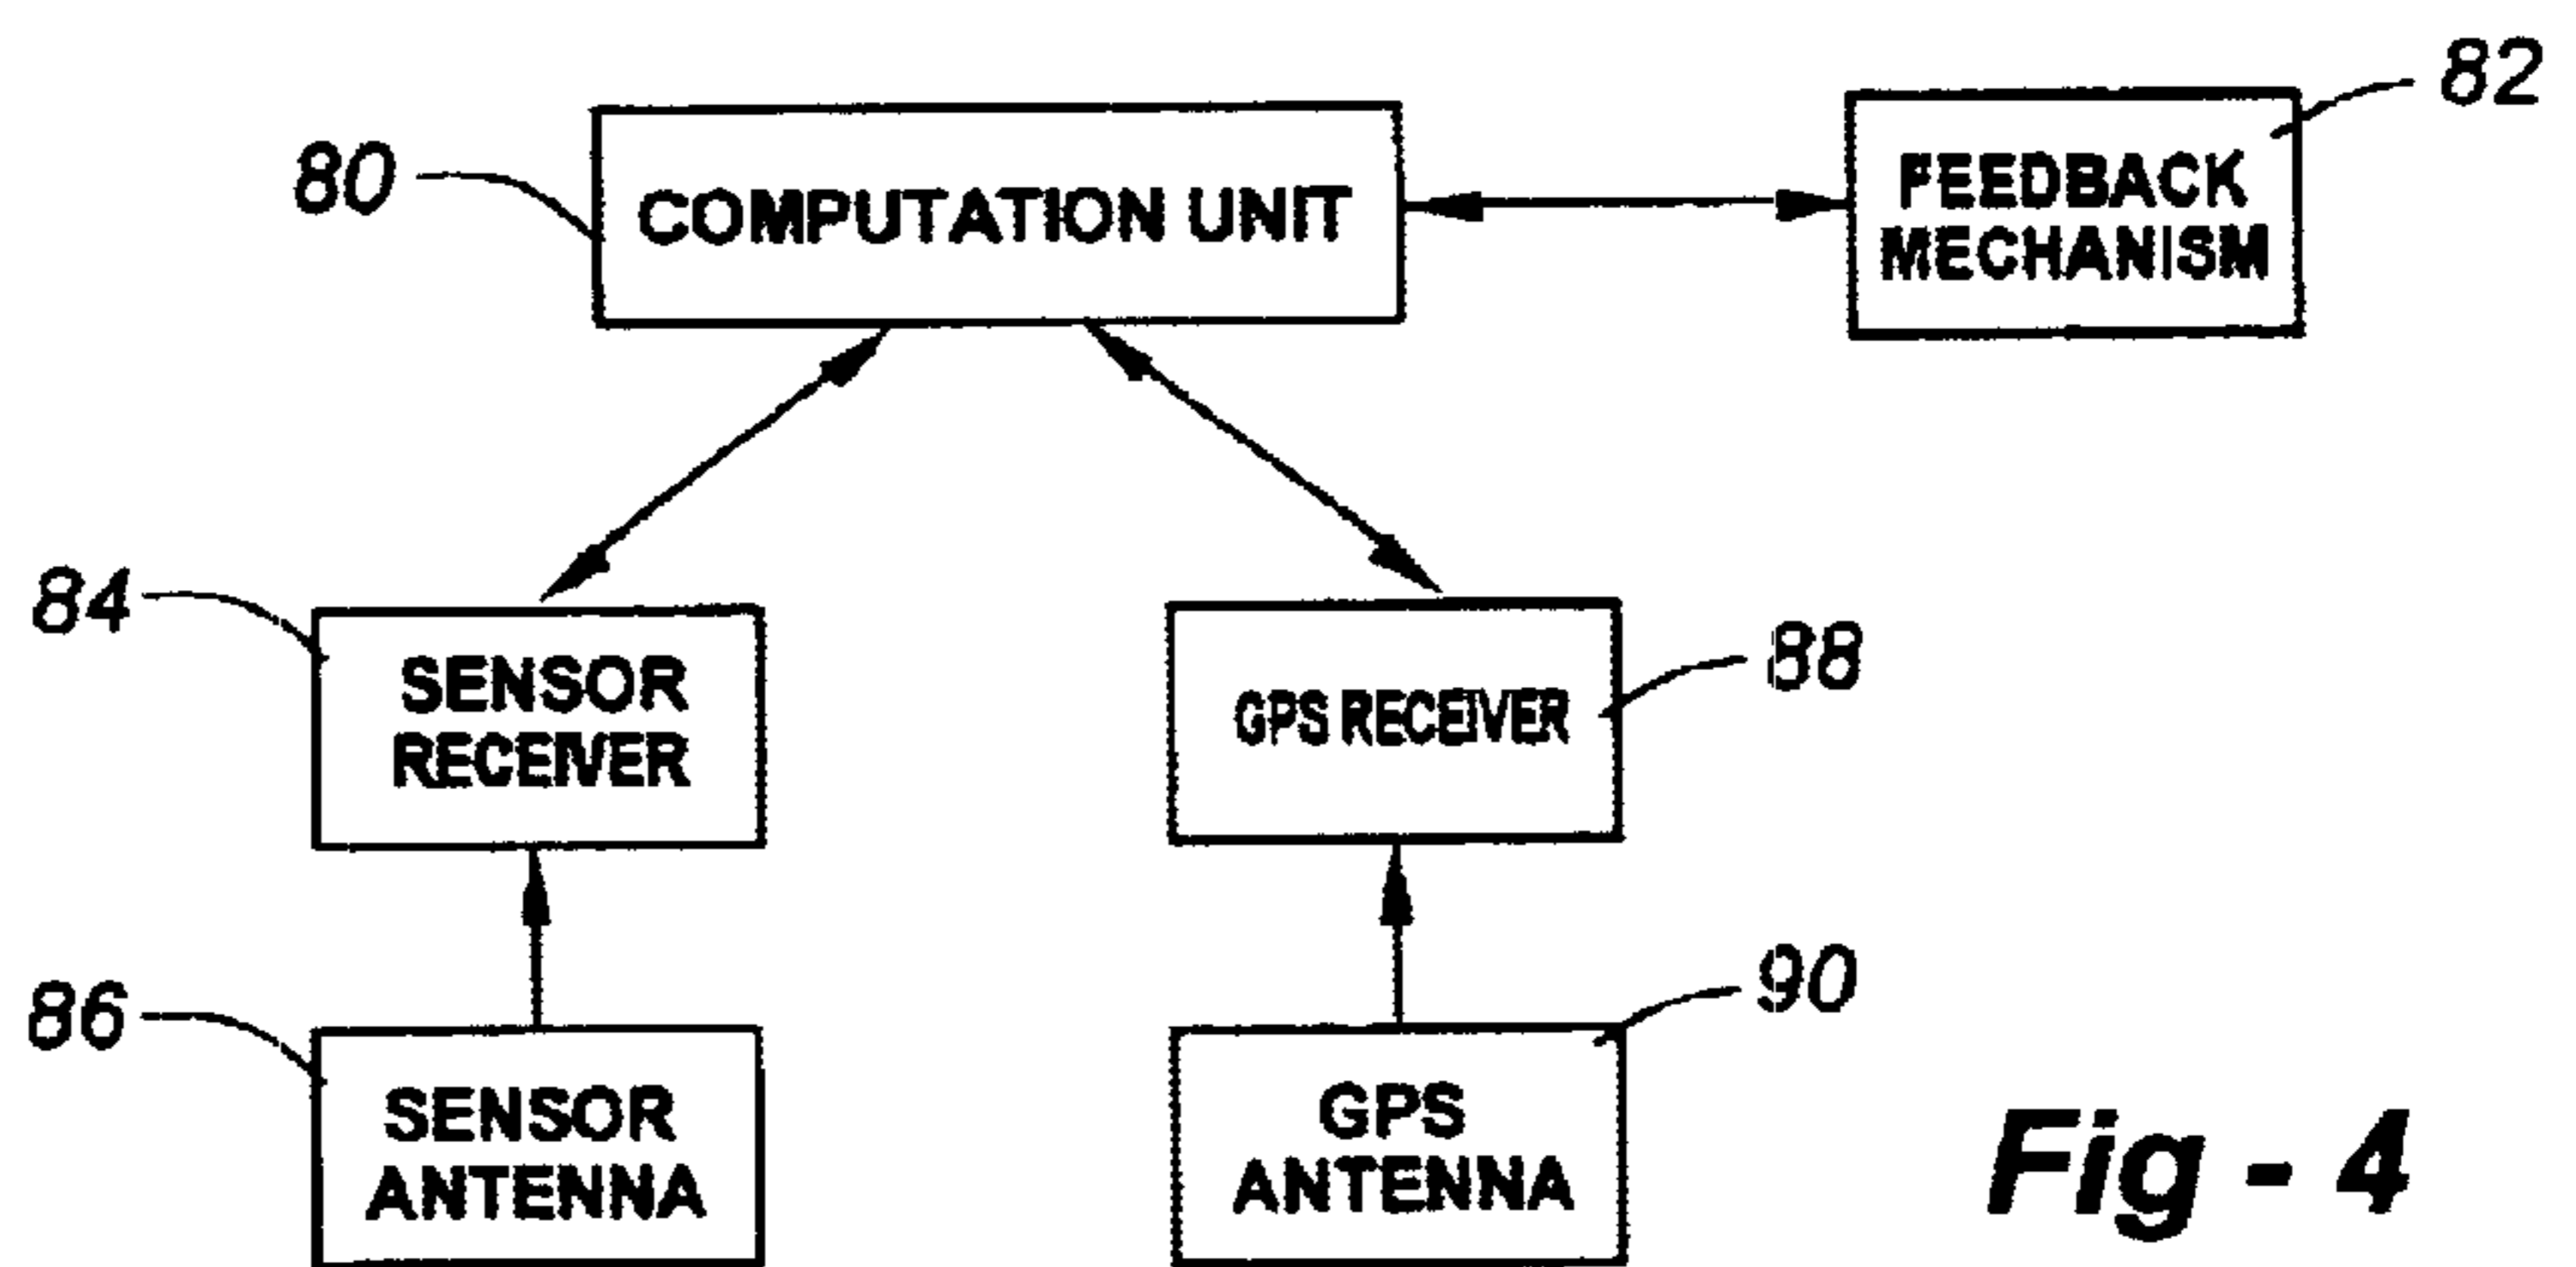 82
80
COMPUTATION UNIT
FEEDBACK
MECHANISM
84
SENSOR
RECEIVER
88
GPS RECEIVER
86
SENSOR
ANTENNA
90
GPS
ANTENNA
Fig - 4